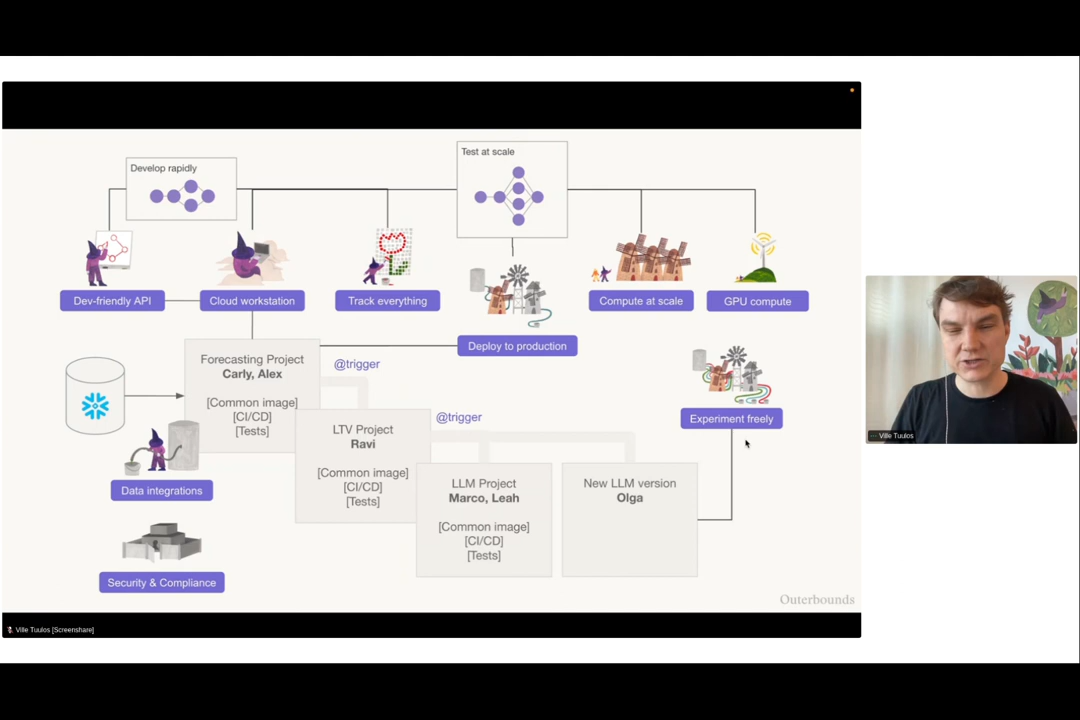 Develop rapidly
Test at scale
Dev-friendly API
Cloud workstation
Track everything
Compute at scale
GPU compute
Deploy to production
Forecasting Project
Carly, Alex
[Common image]
[CI/CD]
[Tests]
@trigger
LTV Project
Ravi
[Common image]
[CI/CD]
[Tests]
@trigger
LLM Project
Marco, Leah
[Common image]
[CI/CD]
[Tests]
New LLM version
Olga
Experiment freely
Data integrations
Security & Compliance
Outerbounds
Ville Tuulos
Ville Tuulos [Screenshare]